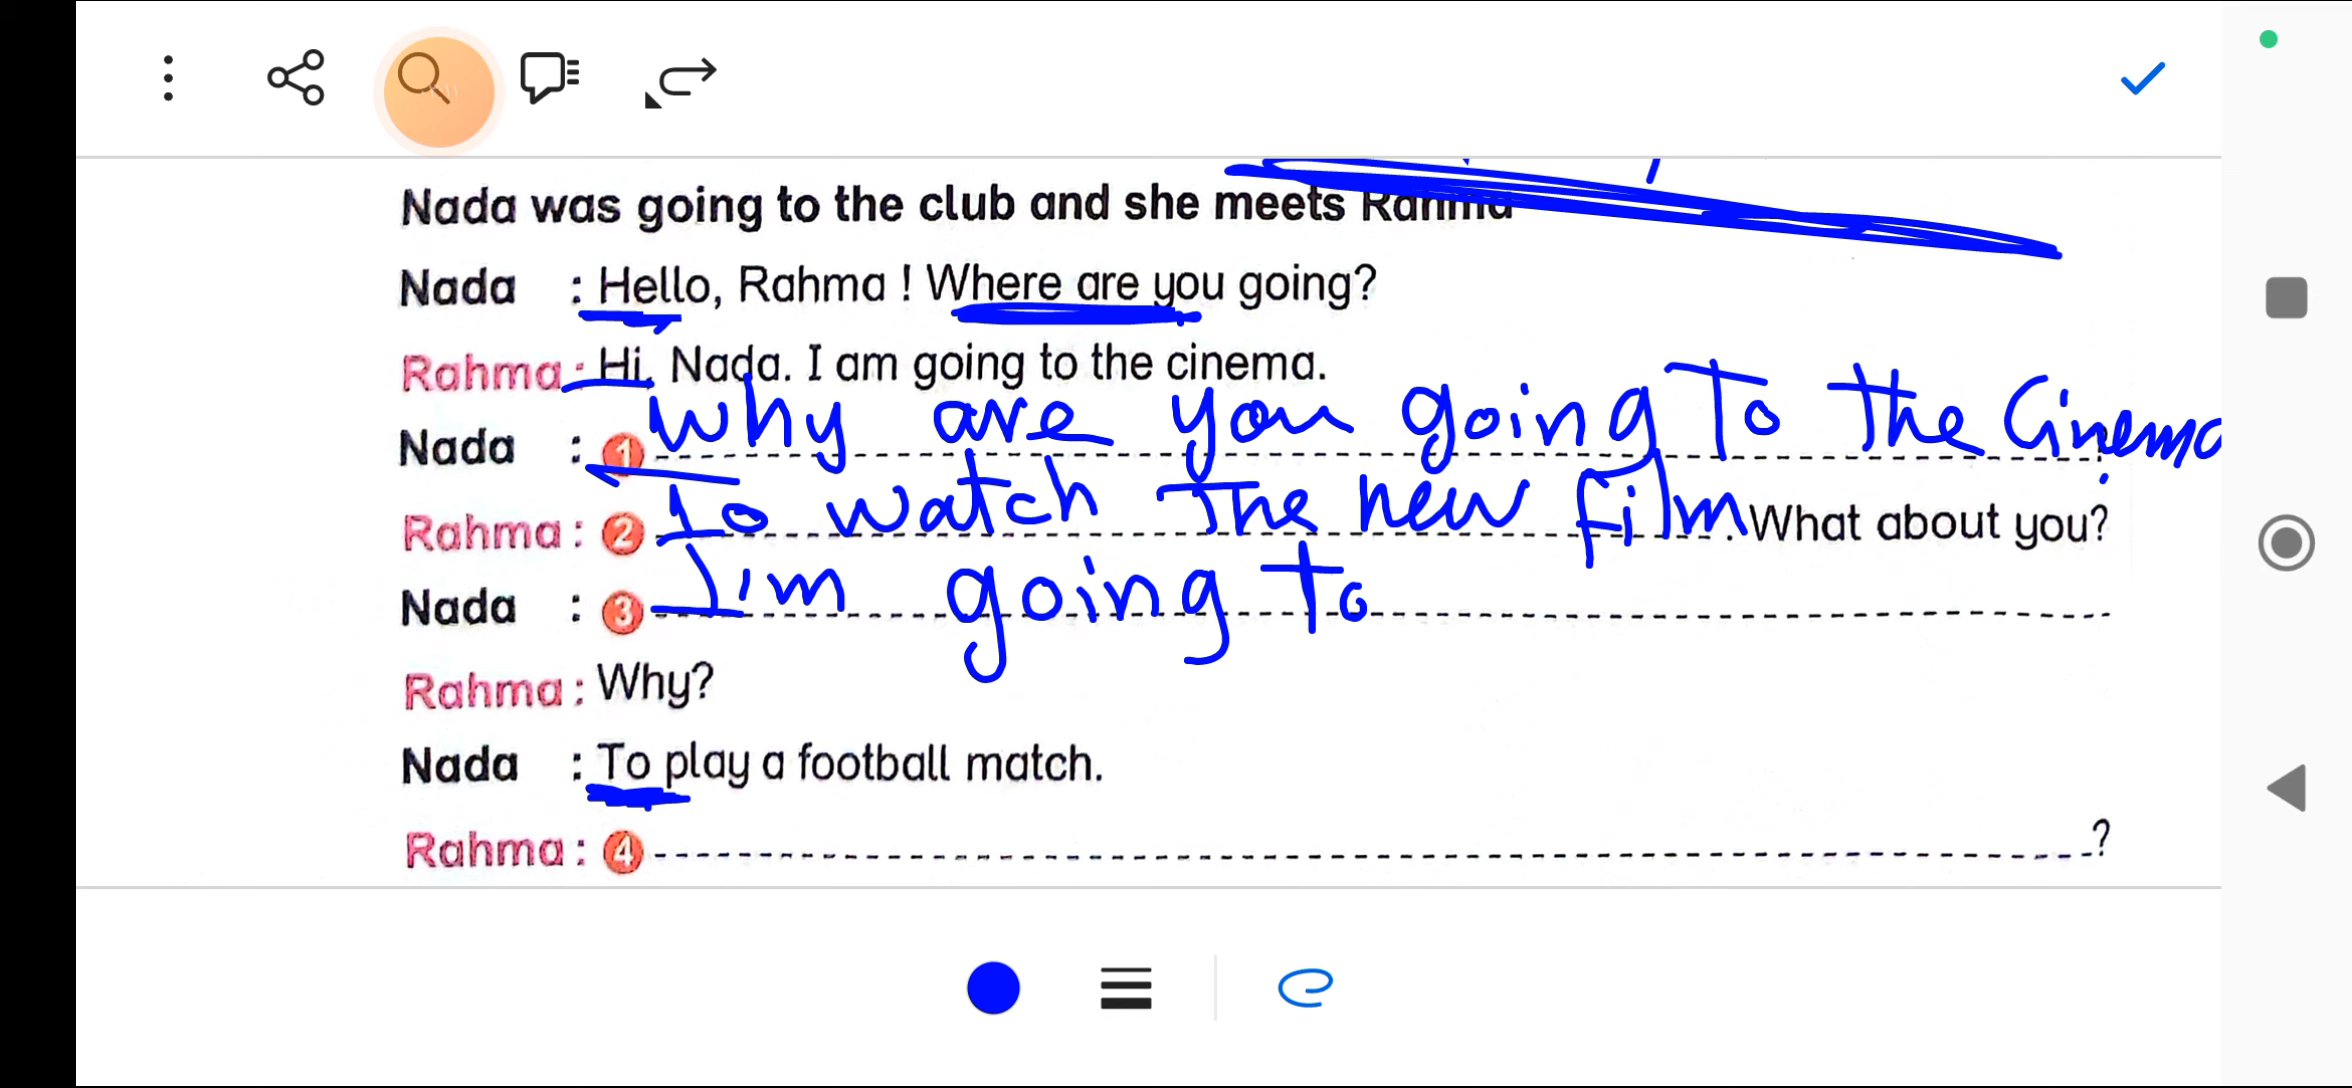 Nada was going to the club and she meets Rahma
Nada : Hello, Rahma ! Where are you going?
Rahma : Hi, Nada. I am going to the cinema.
Nada : 1 Why are you going To The Cinema ?
Rahma : 2 To watch The new film. What about you?
Nada : 3 I'm going to
Rahma : Why?
Nada : To play a football match.
Rahma : 4 ?